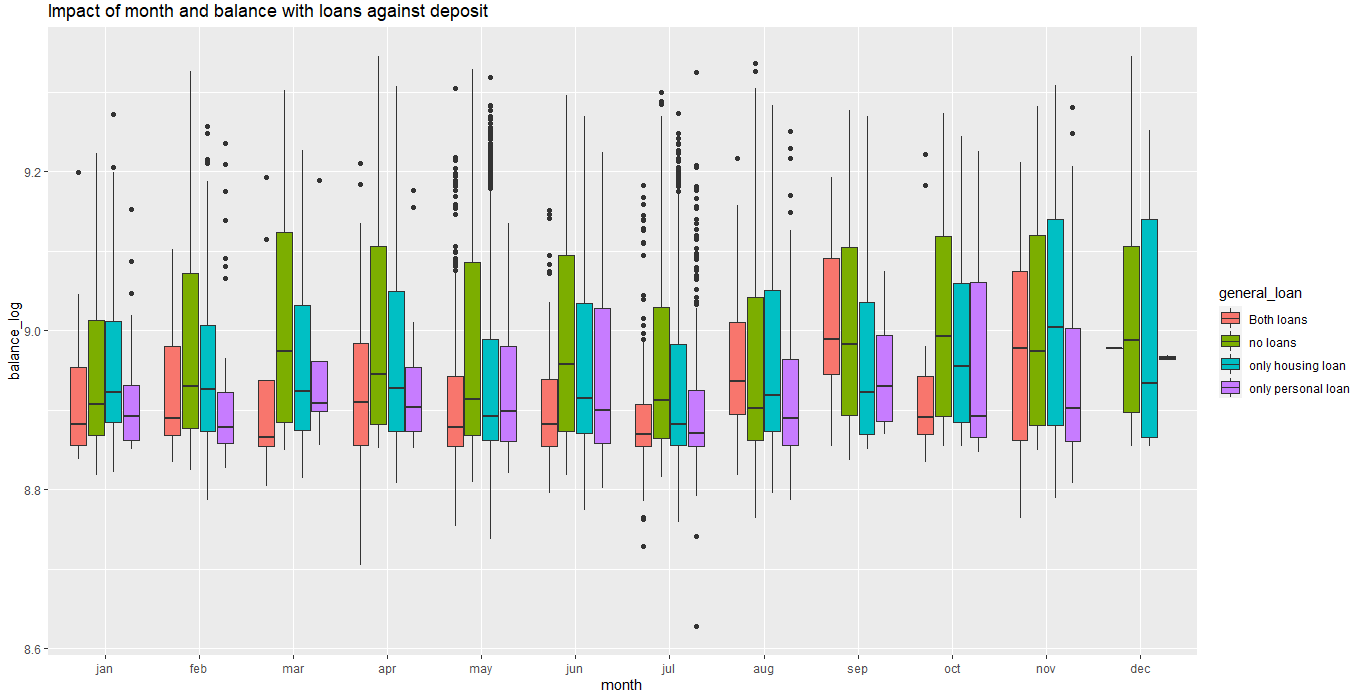 Impact of month and balance with loans against deposit
balance_log
9.2
9.0
8.8
8.6
jan feb mar apr may jun jul aug sep oct nov dec
month
general_loan
Both loans
no loans
only housing loan
only personal loan